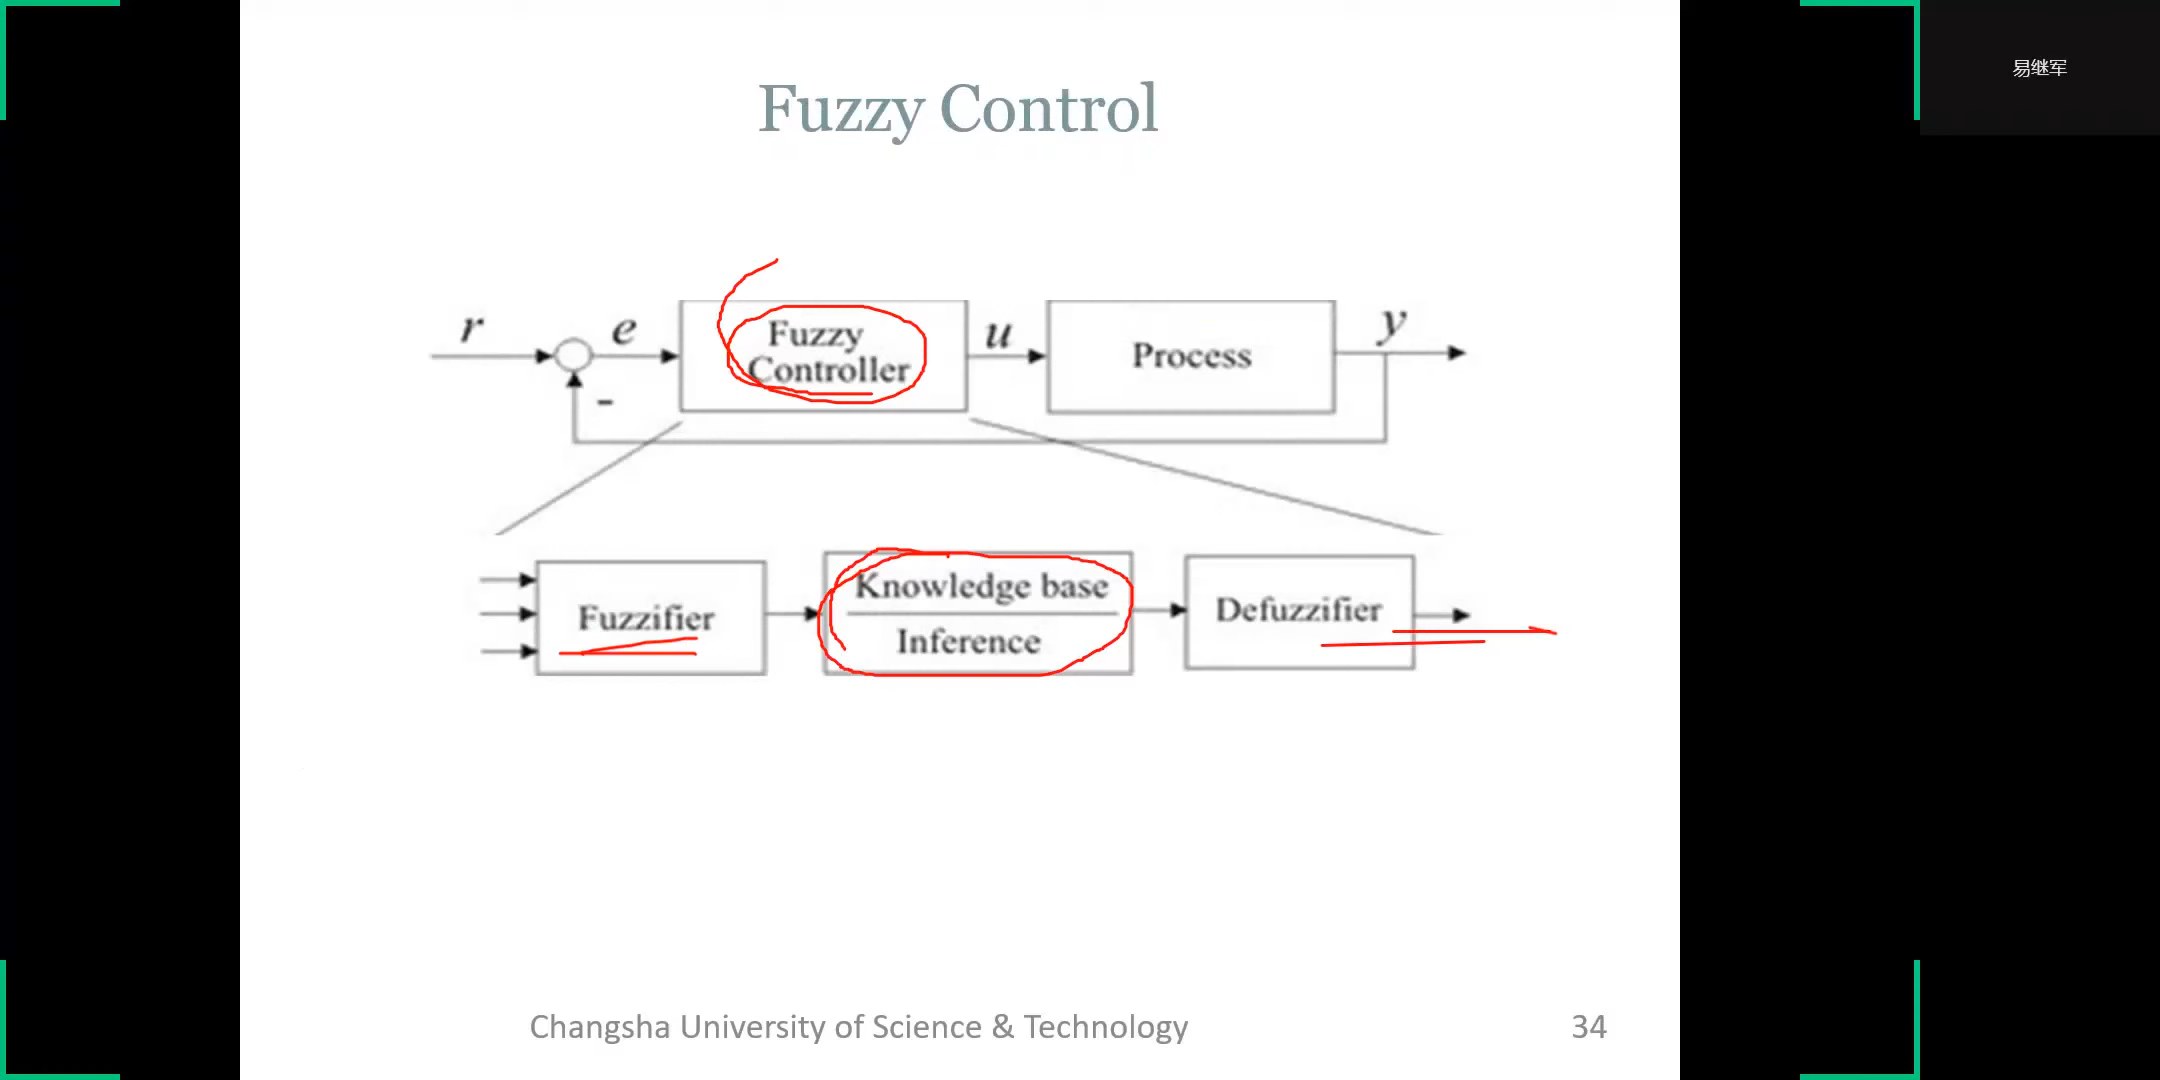 易继军
Fuzzy Control
r
e
Fuzzy
Controller
u
Process
y
-
Fuzzifier
Knowledge base
Inference
Defuzzifier
Changsha University of Science & Technology
34